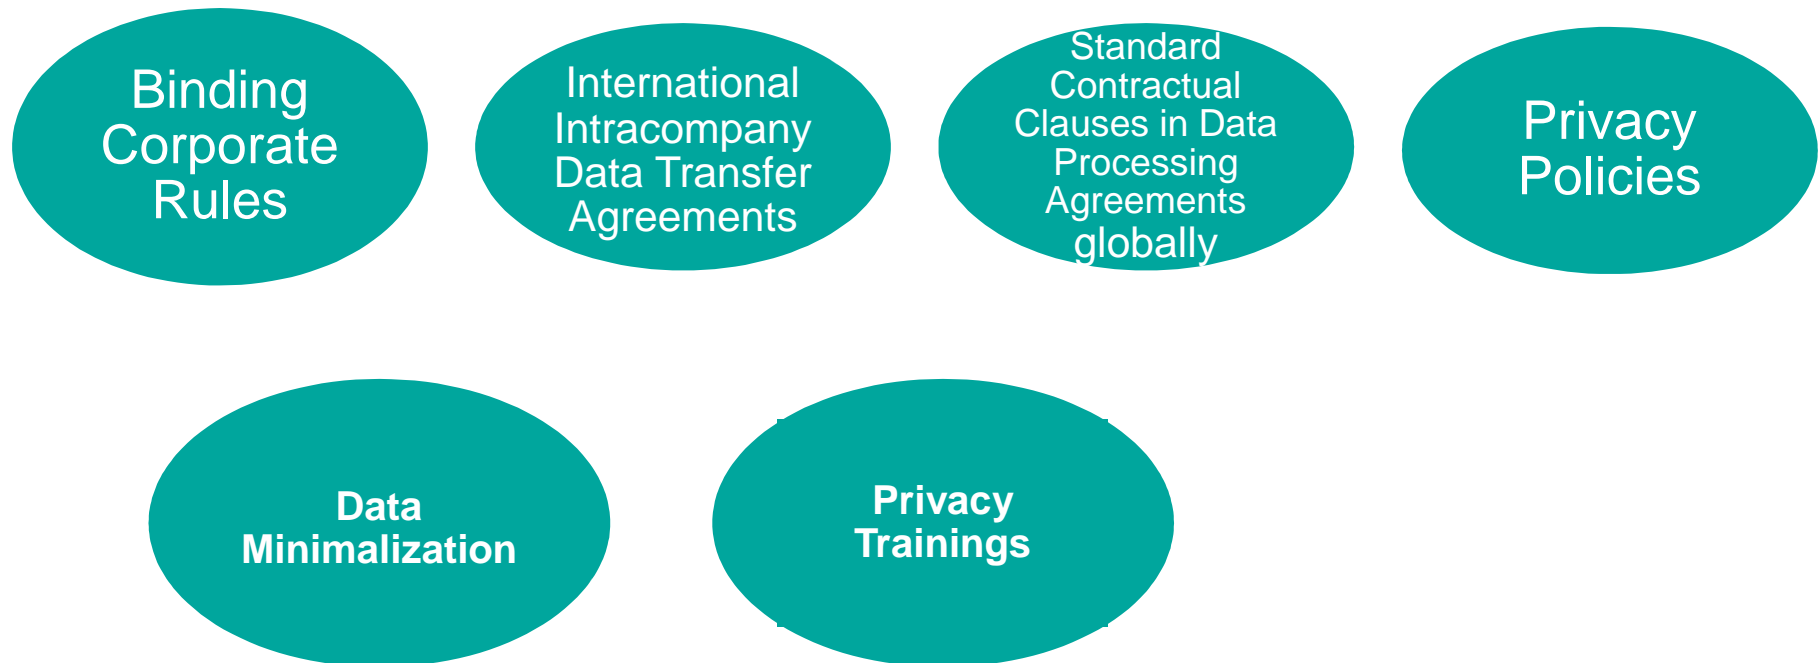 Binding
Corporate
Rules
International
Intracompany
Data Transfer
Agreements
Standard
Contractual
Clauses in Data
Processing
Agreements
globally
Privacy
Policies
Data
Minimalization
Privacy
Trainings